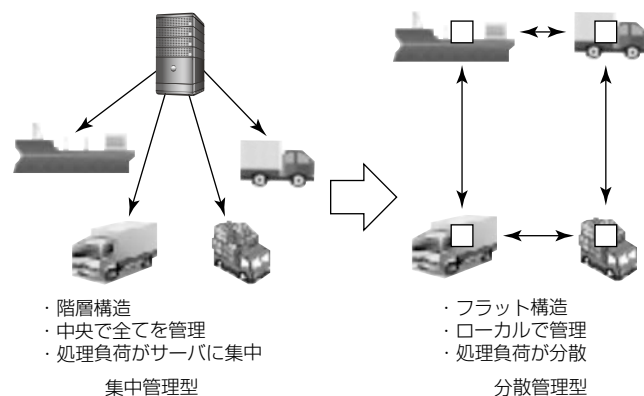 ・階層構造
・中央で全てを管理
・処理負荷がサーバに集中
集中管理型
・フラット構造
・ローカルで管理
・処理負荷が分散
分散管理型